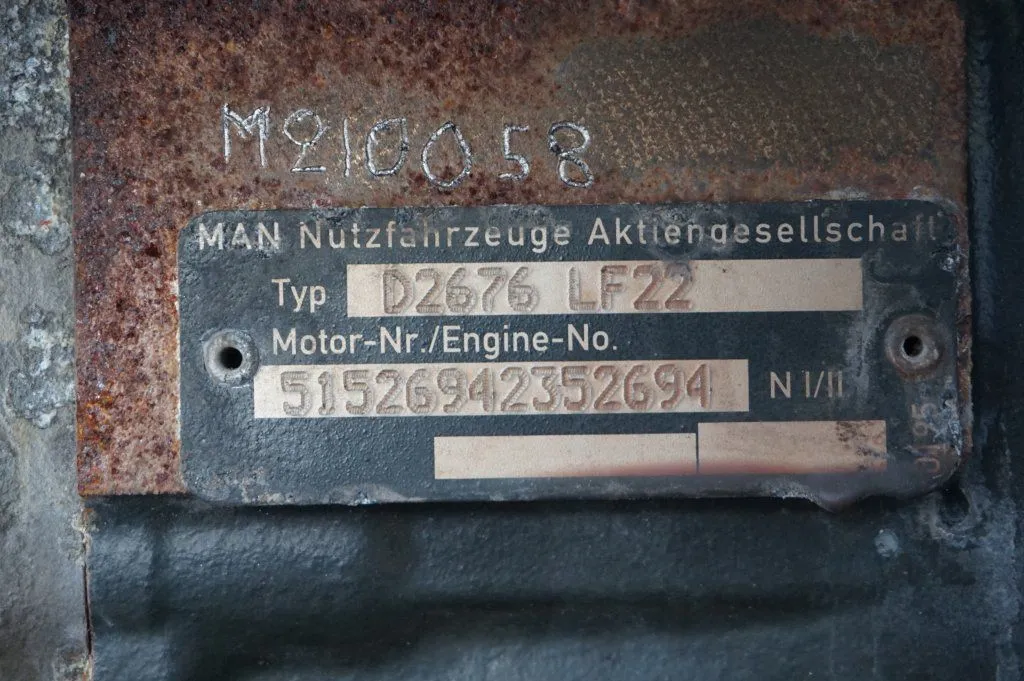 M210058
MAN Nutzfahrzeuge Aktiengesellschaft
Typ D2676 LF22
Motor-Nr./Engine-No.
51526942352694 N I/II